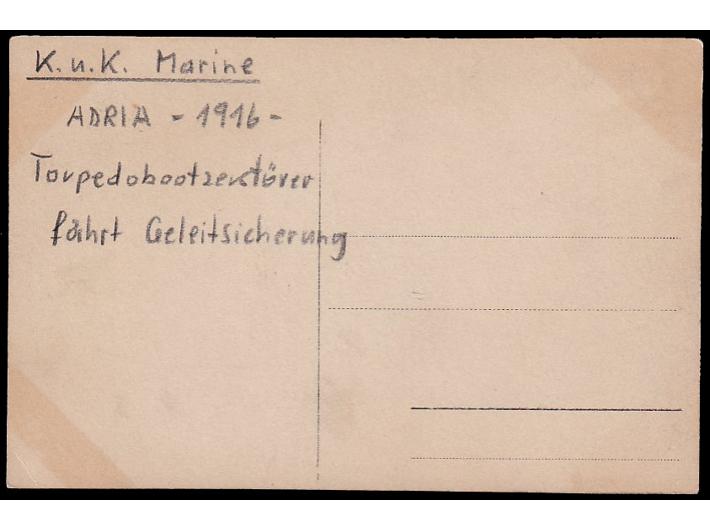 K.u.K. Marine
ADRIA - 1916 -
Torpedobootzerstörer
fährt Geleitsicherung